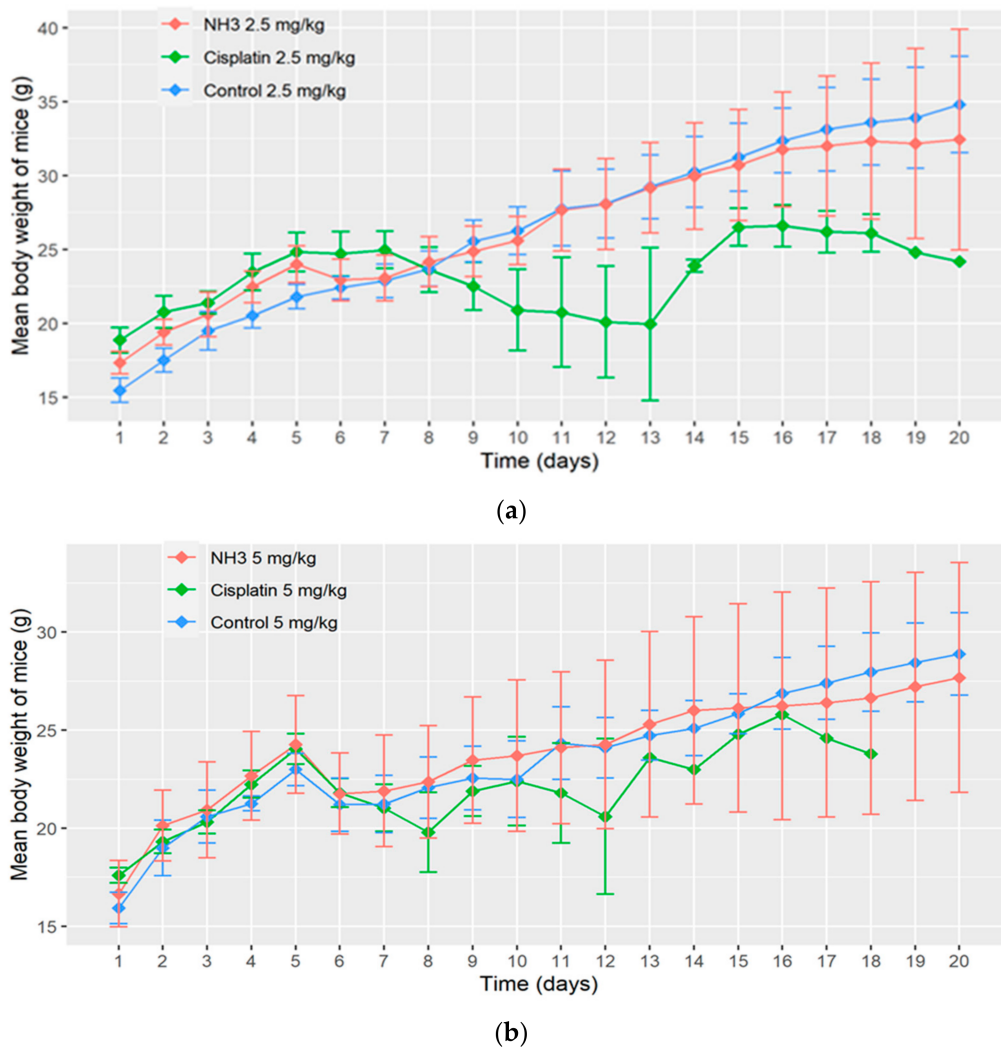 NH3 2.5 mg/kg
Cisplatin 2.5 mg/kg
Control 2.5 mg/kg
Mean body weight of mice (g)
40
35
30
25
20
15
1 2 3 4 5 6 7 8 9 10 11 12 13 14 15 16 17 18 19 20
Time (days)
(a)
NH3 5 mg/kg
Cisplatin 5 mg/kg
Control 5 mg/kg
Mean body weight of mice (g)
30
25
20
15
1 2 3 4 5 6 7 8 9 10 11 12 13 14 15 16 17 18 19 20
Time (days)
(b)